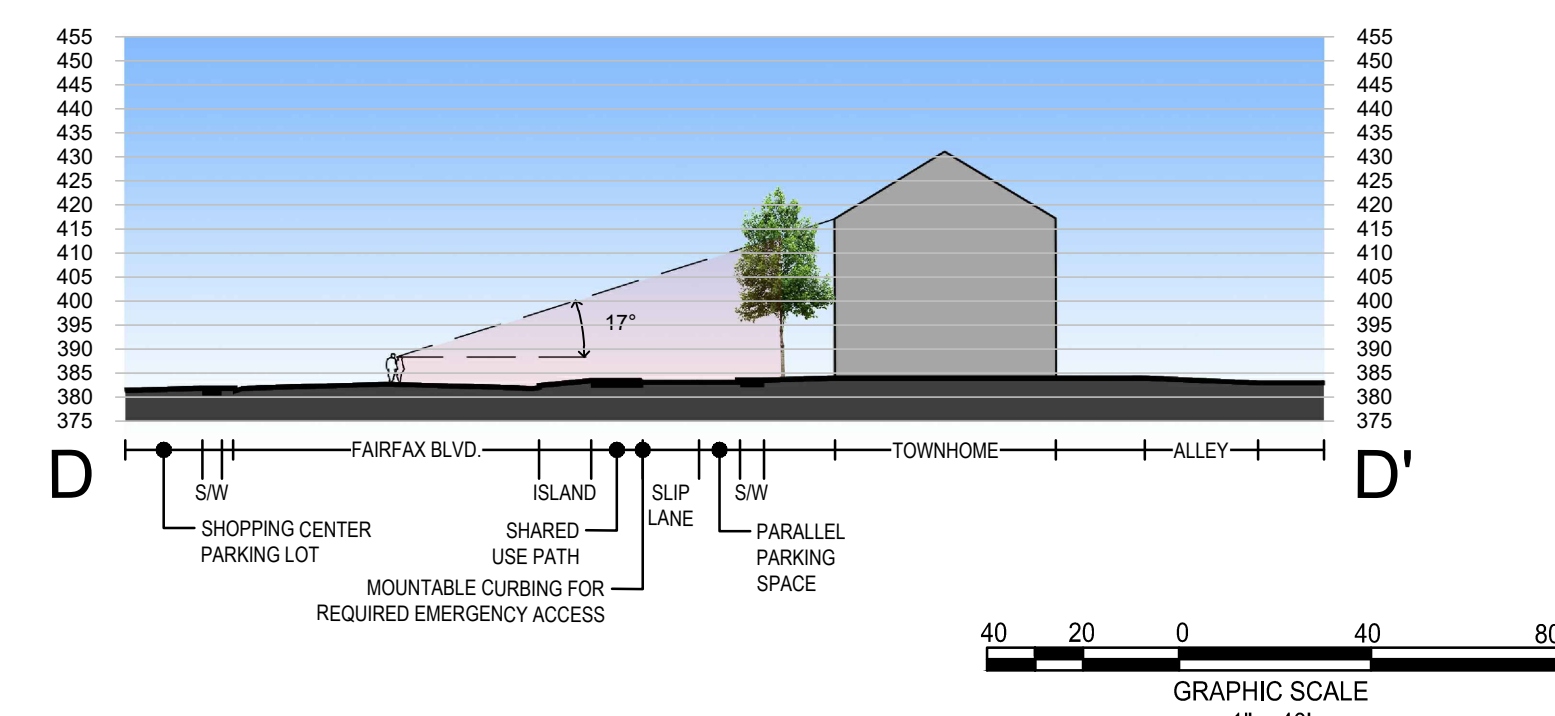 455 455
450 450
445 445
440 440
435 435
430 430
425 425
420 420
415 415
410 410
405 405
400 400
395 17° 395
390 390
385 385
380 380
375 375
FAIRFAX BLVD. TOWNHOME ALLEY
D D'
S/W ISLAND SLIP LANE S/W
SHOPPING CENTER PARKING LOT
SHARED USE PATH
PARALLEL PARKING SPACE
MOUNTABLE CURBING FOR
REQUIRED EMERGENCY ACCESS
40 20 0 40 80
GRAPHIC SCALE